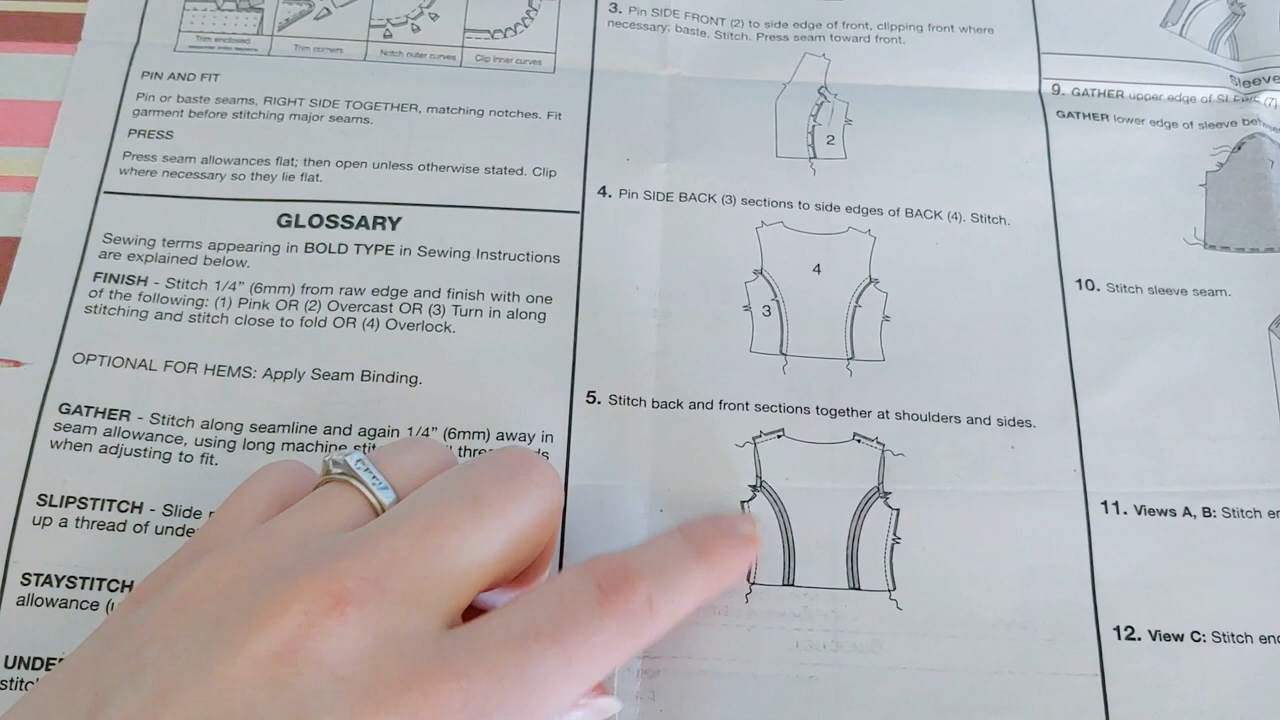 Trim enclosed
Trim corners
Notch outer curves
Clip inner curves
PIN AND FIT
Pin or baste seams, RIGHT SIDE TOGETHER, matching notches. Fit
garment before stitching major seams.
PRESS
Press seam allowances flat; then open unless otherwise stated. Clip
where necessary so they lie flat.
GLOSSARY
Sewing terms appearing in BOLD TYPE in Sewing Instructions
are explained below.
FINISH - Stitch 1/4" (6mm) from raw edge and finish with one
of the following: (1) Pink OR (2) Overcast OR (3) Turn in along
stitching and stitch close to fold OR (4) Overlock.
OPTIONAL FOR HEMS: Apply Seam Binding.
GATHER - Stitch along seamline and again 1/4" (6mm) away in
seam allowance, using long machine
when adjusting to fit.
SLIPSTITCH - Slide
up a thread of
STAYSTITCH
allowance
3. Pin SIDE FRONT (2) to side edge of front, clipping front where
necessary; baste. Stitch. Press seam toward front.
2
4. Pin SIDE BACK (3) sections to side edges of BACK (4). Stitch.
4
3
5. Stitch back and front sections together at shoulders and sides.
Sleeve
9. GATHER upper edge of (7)
GATHER lower edge of sleeve
10. Stitch sleeve seam.
11. Views A, B: Stitch
12. View C: Stitch